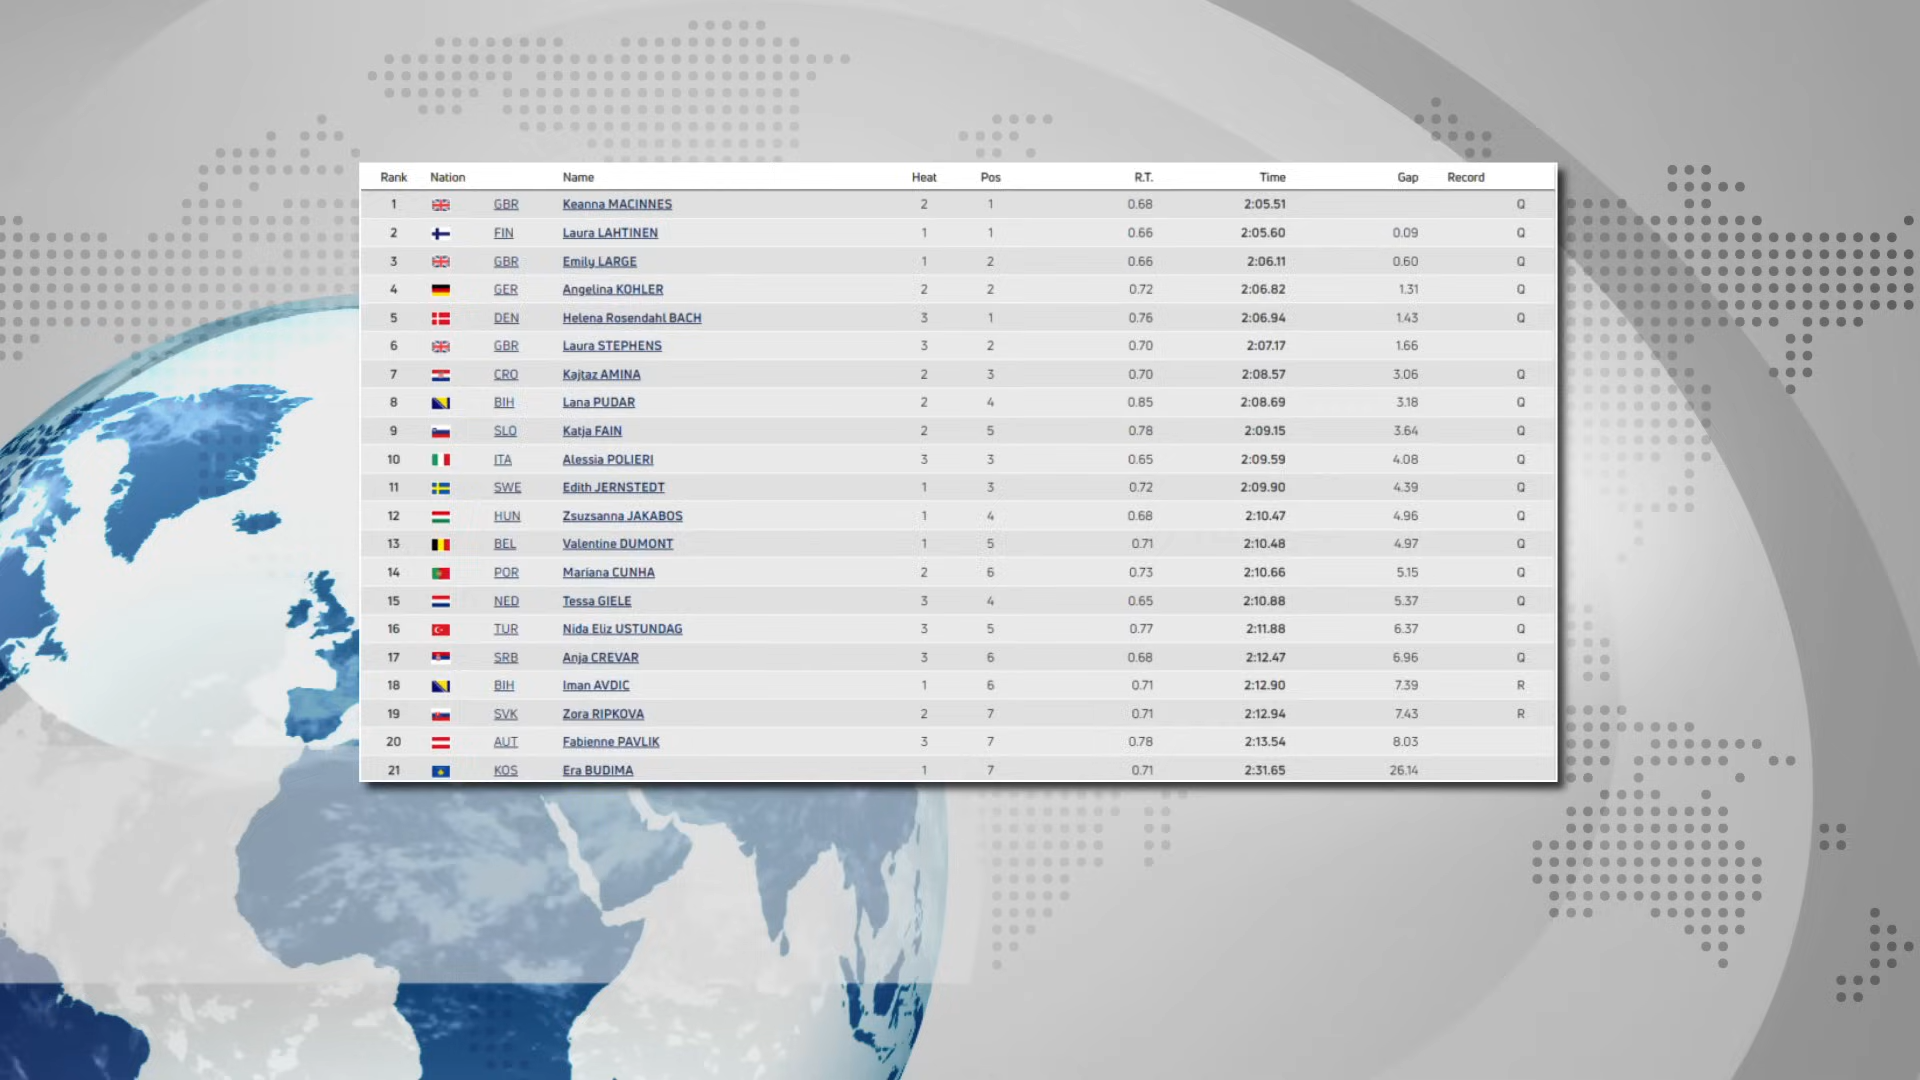 Rank Nation Name Heat Pos R.T. Time Gap Record
1 GBR Keanna MACINNES 2 1 0.68 2:05.51 Q
2 FIN Laura LAHTINEN 1 1 0.66 2:05.60 0.09 Q
3 GBR Emily LARGE 1 2 0.66 2:06.11 0.60 Q
4 GER Angelina KOHLER 2 2 0.72 2:06.82 1.31 Q
5 DEN Helena Rosendahl BACH 3 1 0.76 2:06.94 1.43 Q
6 GBR Laura STEPHENS 3 2 0.70 2:07.17 1.66
7 CRO Kajtaz AMINA 2 3 0.70 2:08.57 3.06 Q
8 BIH Lana PUDAR 2 4 0.85 2:08.69 3.18 Q
9 SLO Katja FAIN 2 5 0.78 2:09.15 3.64 Q
10 ITA Alessia POLIERI 3 3 0.65 2:09.59 4.08 Q
11 SWE Edith JERNSTEDT 1 3 0.72 2:09.90 4.39 Q
12 HUN Zsuzsanna JAKABOS 1 4 0.68 2:10.47 4.96 Q
13 BEL Valentine DUMONT 1 5 0.71 2:10.48 4.97 Q
14 POR Mariana CUNHA 2 6 0.73 2:10.66 5.15 Q
15 NED Tessa GIELE 3 4 0.65 2:10.88 5.37 Q
16 TUR Nida Eliz USTUNDAG 3 5 0.77 2:11.88 6.37 Q
17 SRB Anja CREVAR 3 6 0.68 2:12.47 6.96 Q
18 BIH Iman AVDIC 1 6 0.71 2:12.90 7.39 R
19 SVK Zora RIPKOVA 2 7 0.71 2:12.94 7.43 R
20 AUT Fabienne PAVLIK 3 7 0.78 2:13.54 8.03
21 KOS Era BUDIMA 1 7 0.71 2:31.65 26.14